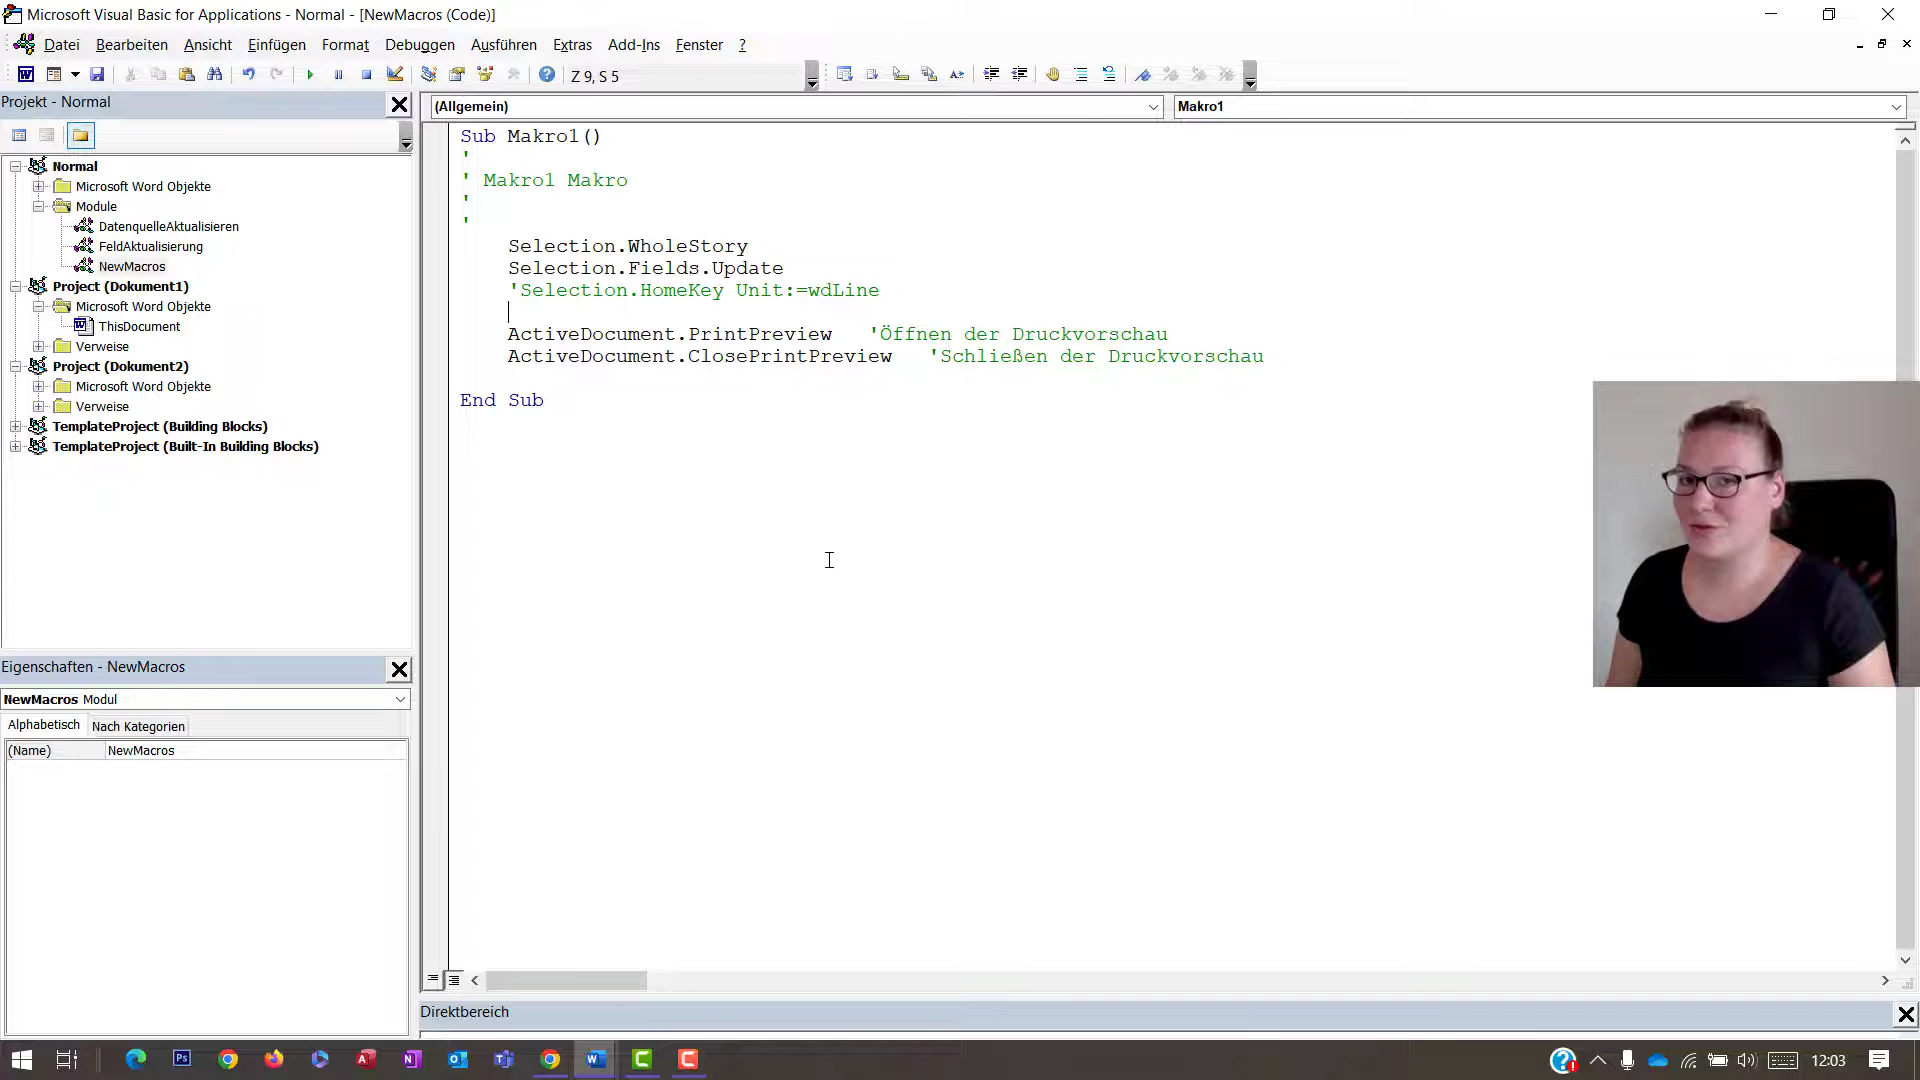 Microsoft Visual Basic for Applications - Normal - [NewMacros (Code)]
Datei Bearbeiten Ansicht Einfügen Format Debuggen Ausführen Extras Add-Ins Fenster ?
Z 9, S 5
Projekt - Normal
(Allgemein)
Makro1
Normal
Microsoft Word Objekte
Module
DatenquelleAktualisieren
FeldAktualisierung
NewMacros
Project (Dokument1)
Microsoft Word Objekte
ThisDocument
Verweise
Project (Dokument2)
Microsoft Word Objekte
Verweise
TemplateProject (Building Blocks)
TemplateProject (Built-In Building Blocks)
Sub Makro1()
'
' Makro1 Makro
'
'
Selection.WholeStory
Selection.Fields.Update
'Selection.HomeKey Unit:=wdLine
ActiveDocument.PrintPreview 'Öffnen der Druckvorschau
ActiveDocument.ClosePrintPreview 'Schließen der Druckvorschau
End Sub
Eigenschaften - NewMacros
NewMacros Modul
Alphabetisch Nach Kategorien
(Name) NewMacros
Direktbereich
12:03